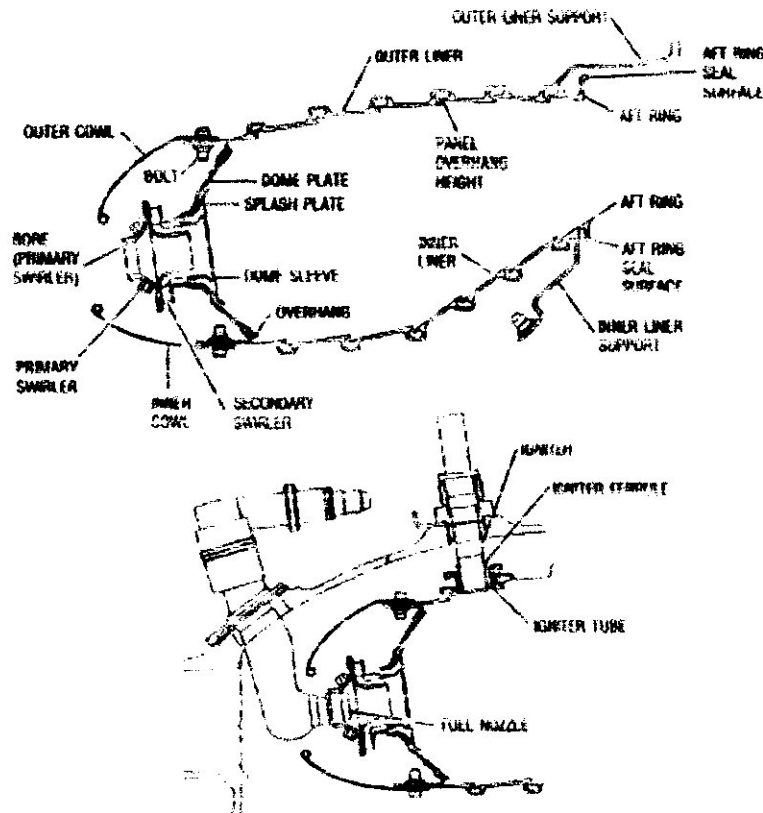 OUTER LINER SUPPORT
OUTER LINER
AFT RING
SEAL
SURFACE
AFT RING
OUTER COWL
PANEL
OVERHANG
HEIGHT
BOLT
DOME PLATE
SPLASH PLATE
AFT RING
BORE
(PRIMARY
SWIRLER)
INNER
LINER
AFT RING
SEAL
SURFACE
DOME SLEEVE
OVERHANG
INNER LINER
SUPPORT
PRIMARY
SWIRLER
INNER
COWL
SECONDARY
SWIRLER
IGNITER
IGNITER FERRULE
IGNITER TUBE
FUEL NOZZLE